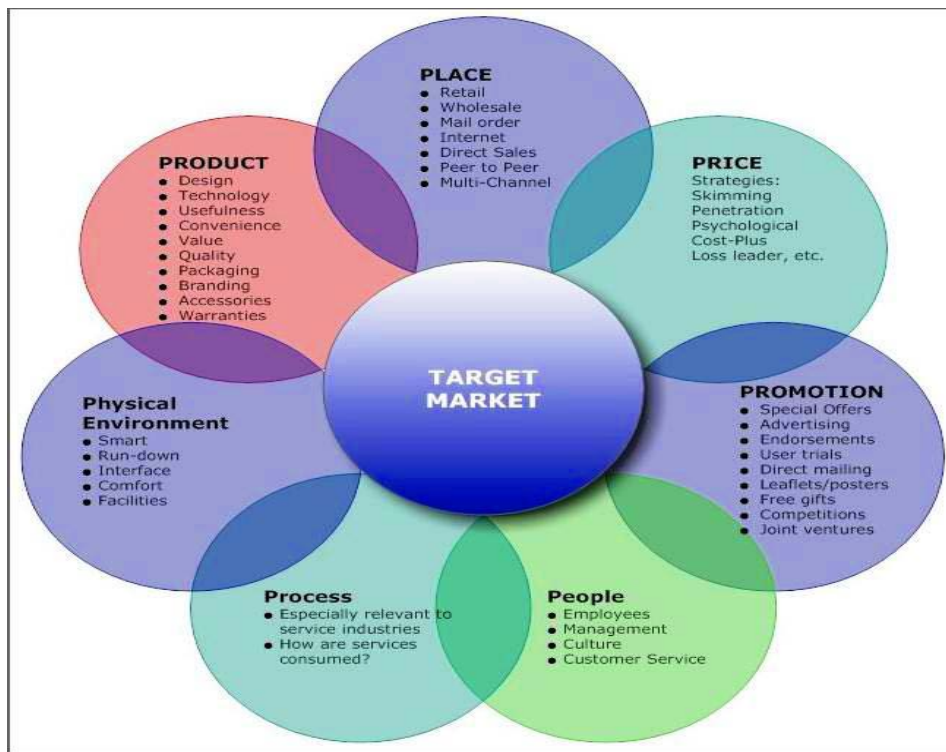 PLACE
● Retail
● Wholesale
● Mail order
● Internet
● Direct Sales
● Peer to Peer
● Multi-Channel
PRODUCT
● Design
● Technology
● Usefulness
● Convenience
● Value
● Quality
● Packaging
● Branding
● Accessories
● Warranties
PRICE
Strategies:
Skimming
Penetration
Psychological
Cost-Plus
Loss leader, etc.
TARGET
MARKET
Physical
Environment
● Smart
● Run-down
● Interface
● Comfort
● Facilities
PROMOTION
● Special Offers
● Advertising
● Endorsements
● User trials
● Direct mailing
● Leaflets/posters
● Free gifts
● Competitions
● Joint ventures
Process
● Especially relevant to
service industries
● How are services
consumed?
People
● Employees
● Management
● Culture
● Customer Service